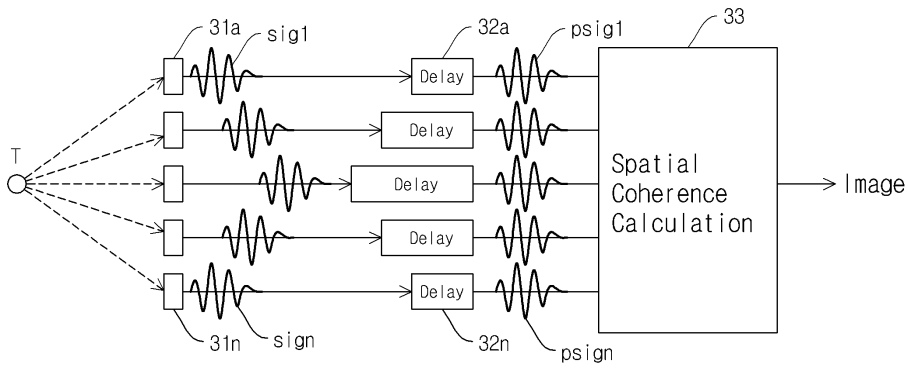 31a
sig1
32a
psig1
33
Delay
T
Delay
Delay
Spatial
Coherence
Calculation
Image
Delay
Delay
31n
sign
32n
psign